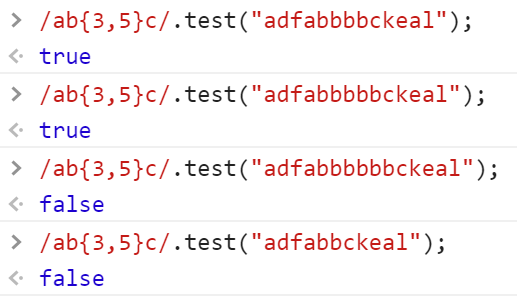 > /ab{3,5}c/.test("adfabbbbckeal");
< true
> /ab{3,5}c/.test("adfabbbbbckeal");
< true
> /ab{3,5}c/.test("adfabbbbbbckeal");
< false
> /ab{3,5}c/.test("adfabbckeal");
< false